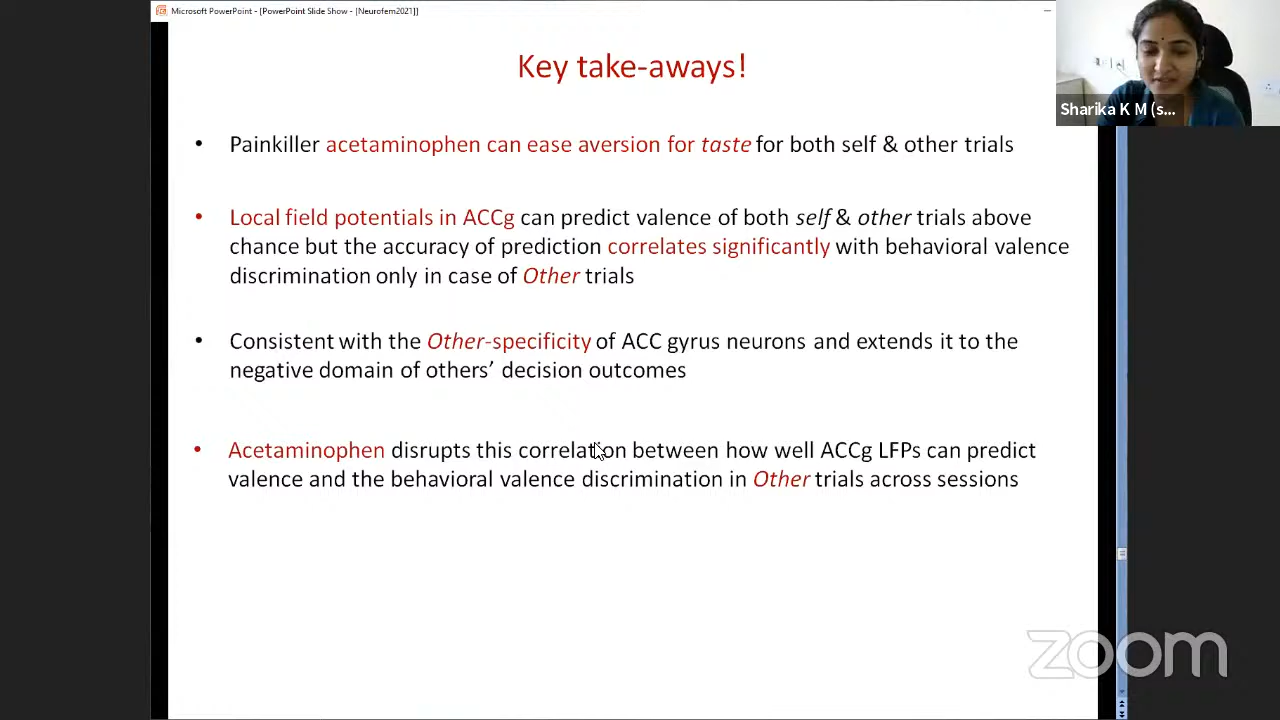 Microsoft PowerPoint - [PowerPoint Slide Show - [Neurofem2021]]
Key take-aways!
Sharika K M (s...
• Painkiller acetaminophen can ease aversion for taste for both self & other trials
• Local field potentials in ACCg can predict valence of both self & other trials above
chance but the accuracy of prediction correlates significantly with behavioral valence
discrimination only in case of Other trials
• Consistent with the Other-specificity of ACC gyrus neurons and extends it to the
negative domain of others’ decision outcomes
• Acetaminophen disrupts this correlation between how well ACCg LFPs can predict
valence and the behavioral valence discrimination in Other trials across sessions
zoom